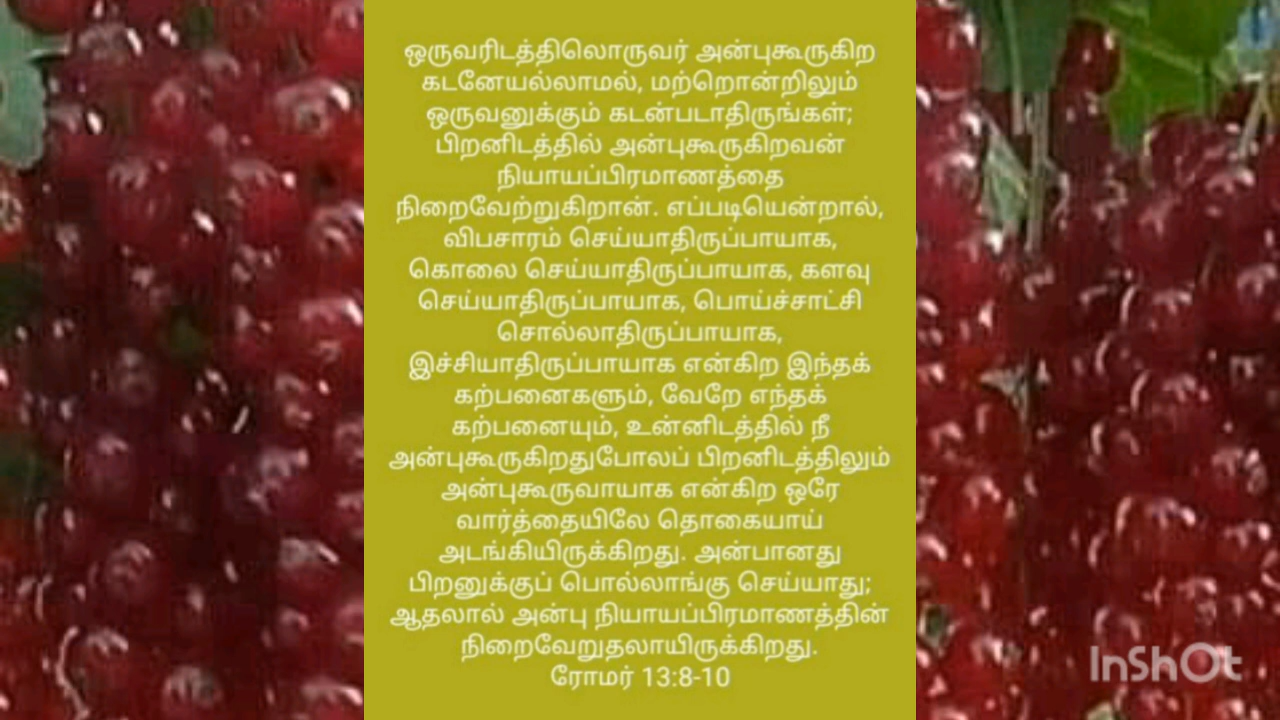 ஒருவரிடத்திலொருவர் அன்புகூருகிற
கடனேயல்லாமல், மற்றொன்றிலும்
ஒருவனுக்கும் கடன்படாதிருங்கள்;
பிறனிடத்தில் அன்புகூருகிறவன்
நியாயப்பிரமாணத்தை
நிறைவேற்றுகிறான். எப்படியென்றால்,
விபசாரம் செய்யாதிருப்பாயாக,
கொலை செய்யாதிருப்பாயாக, களவு
செய்யாதிருப்பாயாக, பொய்ச்சாட்சி
சொல்லாதிருப்பாயாக,
இச்சியாதிருப்பாயாக என்கிற இந்தக்
கற்பனைகளும், வேறே எந்தக்
கற்பனையும், உன்னிடத்தில் நீ
அன்புகூருகிறதுபோலப் பிறனிடத்திலும்
அன்புகூருவாயாக என்கிற ஒரே
வார்த்தையிலே தொகையாய்
அடங்கியிருக்கிறது. அன்பானது
பிறனுக்குப் பொல்லாங்கு செய்யாது;
ஆதலால் அன்பு நியாயப்பிரமாணத்தின்
நிறைவேறுதலாயிருக்கிறது.
ரோமர் 13:8-10
InShOt